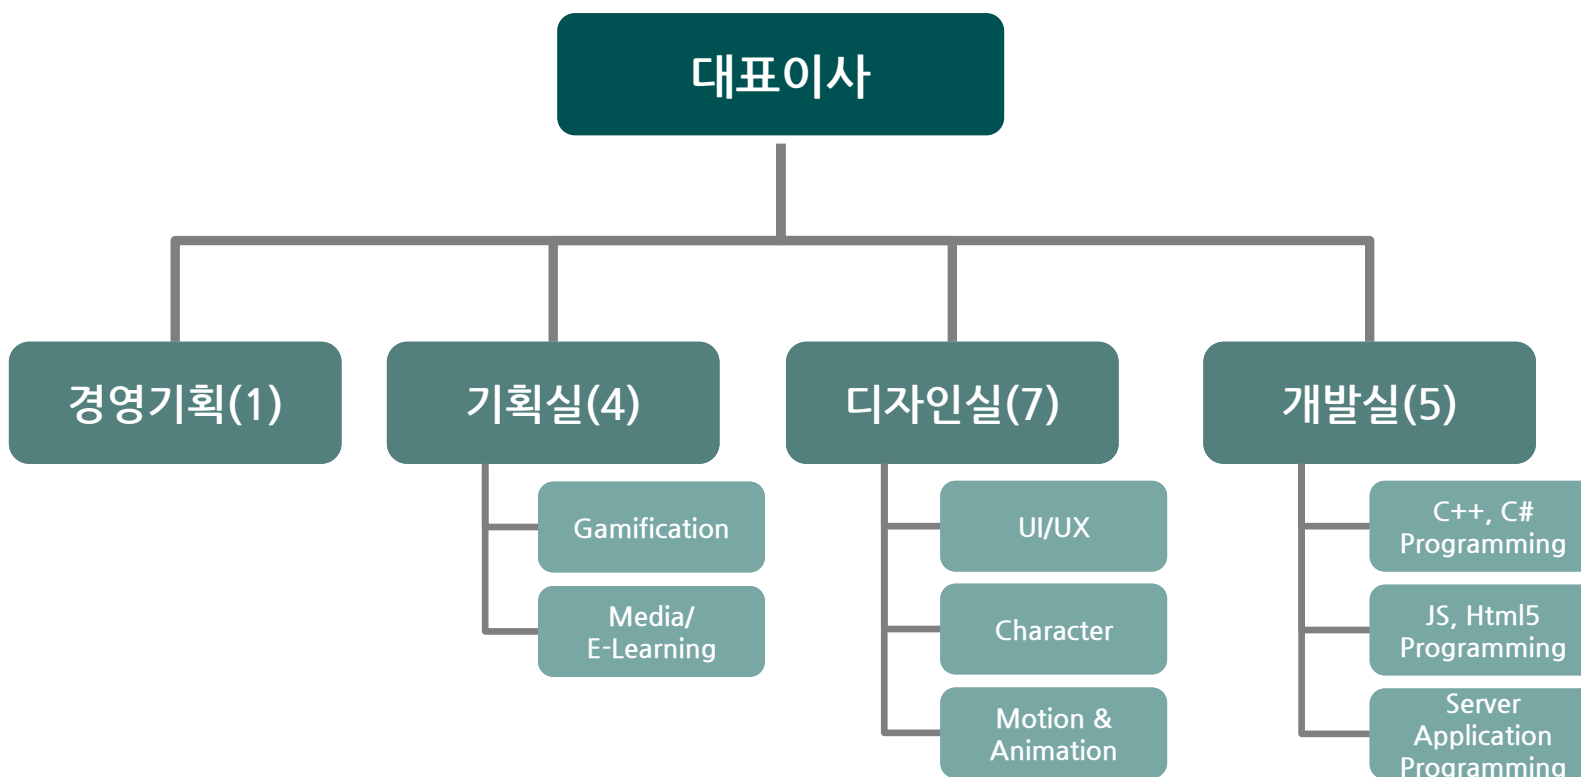 대표이사
경영기획(1)
기획실(4)
Gamification
Media/
E-Learning
디자인실(7)
UI/UX
Character
Motion &
Animation
개발실(5)
C++, C#
Programming
JS, Html5
Programming
Server
Application
Programming